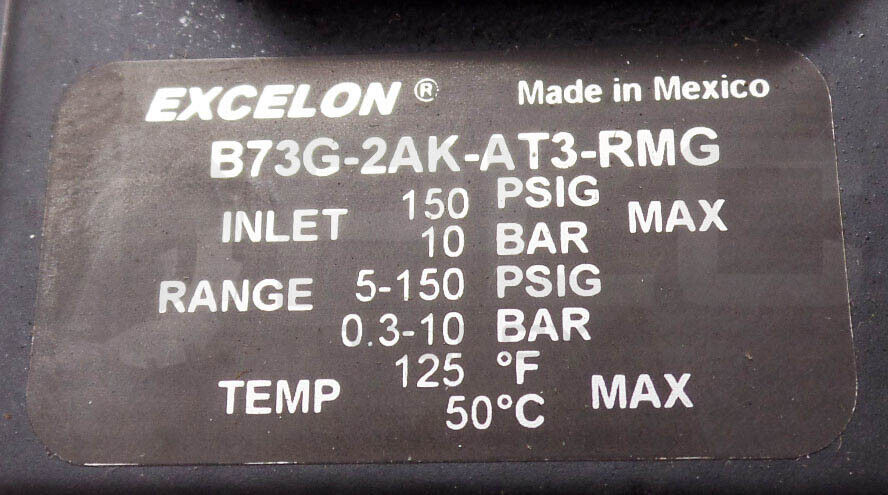 EXCELON ® Made in Mexico
B73G-2AK-AT3-RMG
INLET 150 PSIG MAX
10 BAR
RANGE 5-150 PSIG
0.3-10 BAR
TEMP 125 °F MAX
50°C